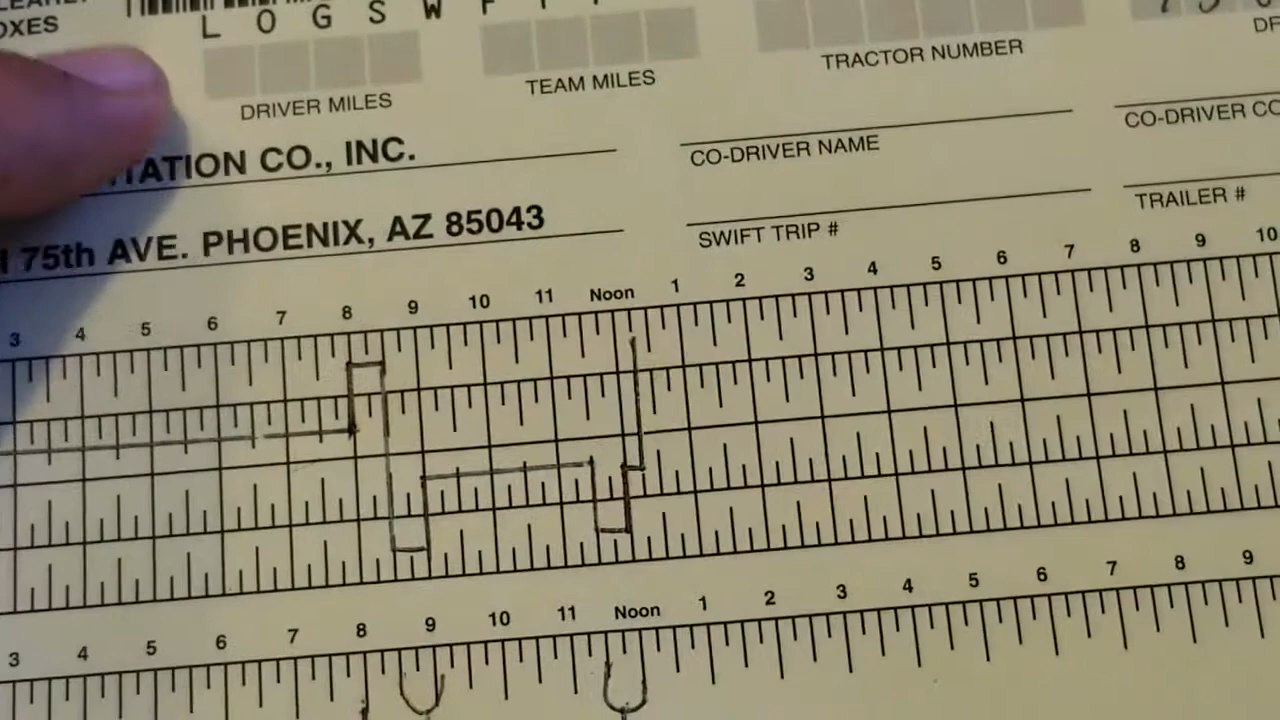 OXES
L O G S W
DRIVER MILES
TEAM MILES
TRACTOR NUMBER
TATION CO., INC.
CO-DRIVER NAME
CO-DRIVER CO
75th AVE. PHOENIX, AZ 85043
SWIFT TRIP #
TRAILER #
3 4 5 6 7 8 9 10 11 Noon 1 2 3 4 5 6 7 8 9 10
3 4 5 6 7 8 9 10 11 Noon 1 2 3 4 5 6 7 8 9